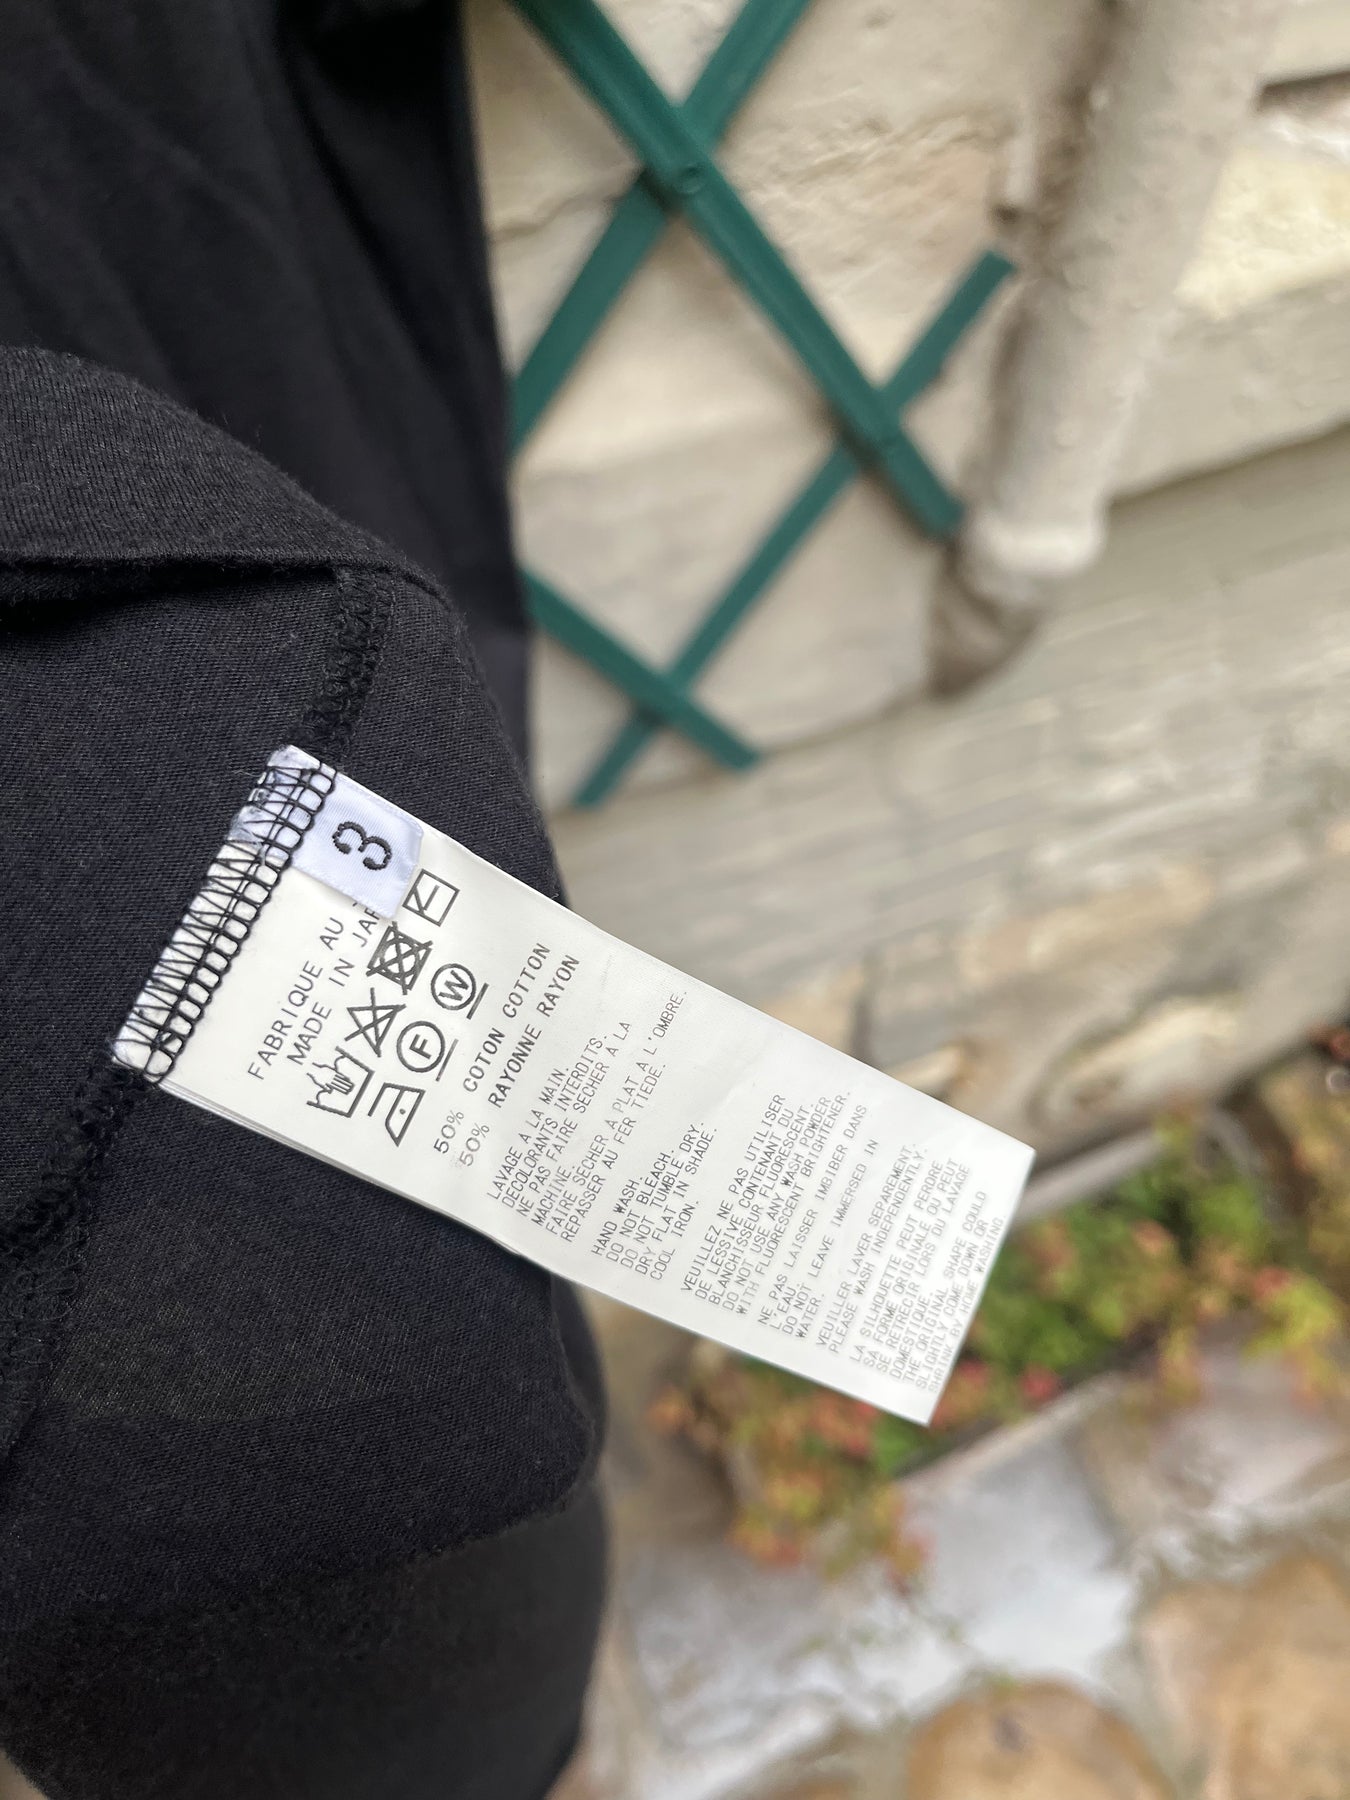 3
FABRIQUE AU
MADE IN JAP
F
W
50% COTON COTTON
50% RAYONNE RAYON
LAVAGE A LA MAIN.
DECOLORANTS INTERDITS.
NE PAS FAIRE SECHER A LA
MACHINE.
FAIRE SECHER A PLAT A L'OMBRE.
REPASSER AU FER TIEDE.
HAND WASH.
DO NOT BLEACH.
DO NOT TUMBLE DRY.
DRY FLAT IN SHADE.
COOL IRON.
VEUILLEZ NE PAS UTILISER
DE LESSIVE CONTENANT DU
BLANCHISSEUR FLUORESCENT.
DO NOT USE ANY WASH POWDER
WITH FLUORESCENT BRIGHTENER.
NE PAS LAISSER IMBIBER DANS
L'EAU.
DO NOT LEAVE IMMERSED IN
WATER.
VEUILLER LAVER SEPAREMENT.
PLEASE WASH INDEPENDENTLY.
LA SILHOUETTE PEUT PERDRE
SA FORME ORIGINALE OU PEUT
SE RETRECIR LORS DU LAVAGE
DOMESTIQUE.
THE ORIGINAL SHAPE COULD
SLIGHTLY COME DOWN OR
SHRINK BY HOME WASHING.